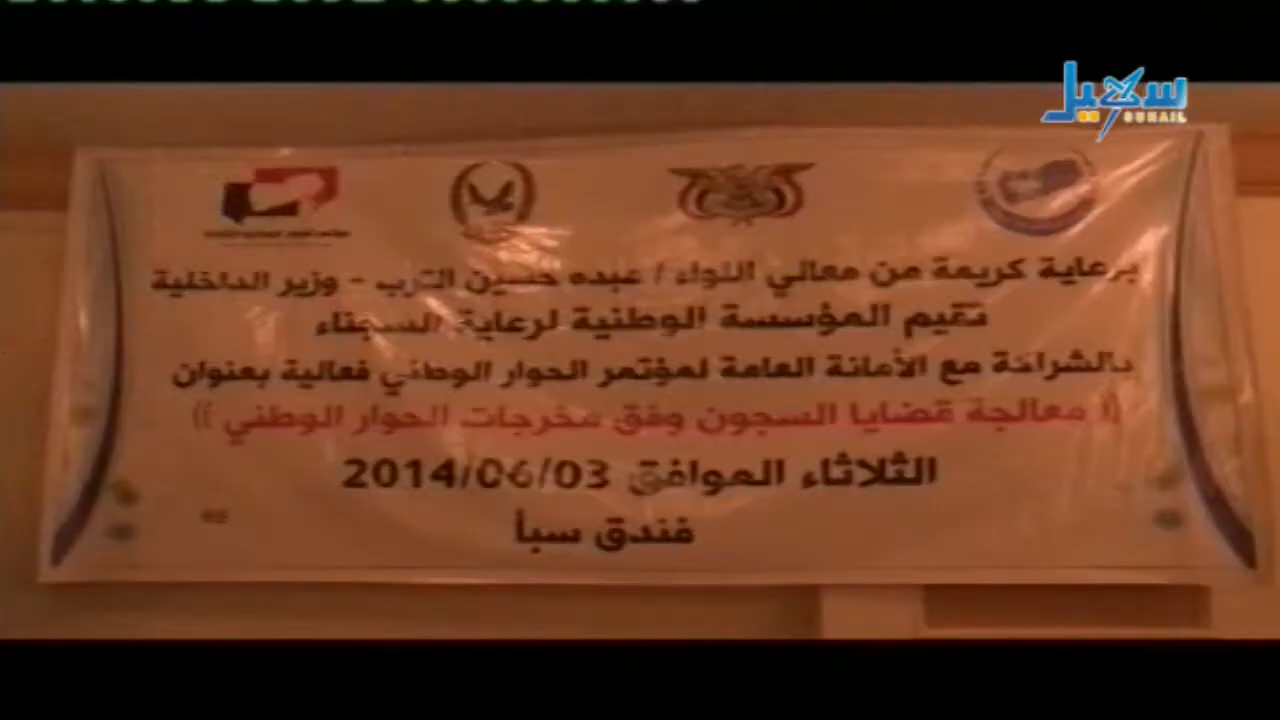 سهيل
SUHAIL
برعاية كريمة من معالي اللواء / عبده حسين الترب - وزير الداخلية
تقيم المؤسسة الوطنية لرعاية السجناء
بالشراكة مع الأمانة العامة لمؤتمر الحوار الوطني فعالية بعنوان
(( معالجة قضايا السجون وفق مخرجات الحوار الوطني ))
الثلاثاء الموافق 2014/06/03
فندق سبأ